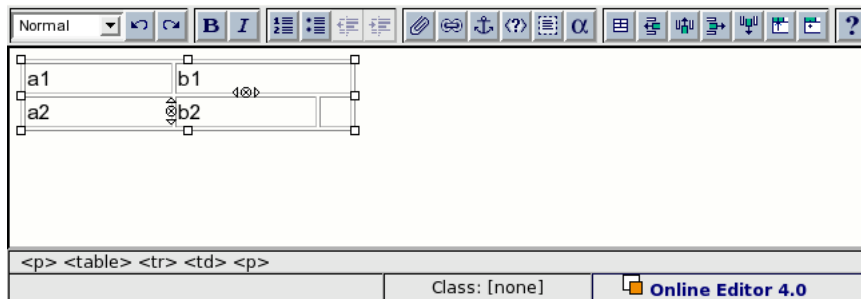 Normal B I <?> α ?
a1 b1
a2 b2
<p> <table> <tr> <td> <p>
Class: [none] Online Editor 4.0